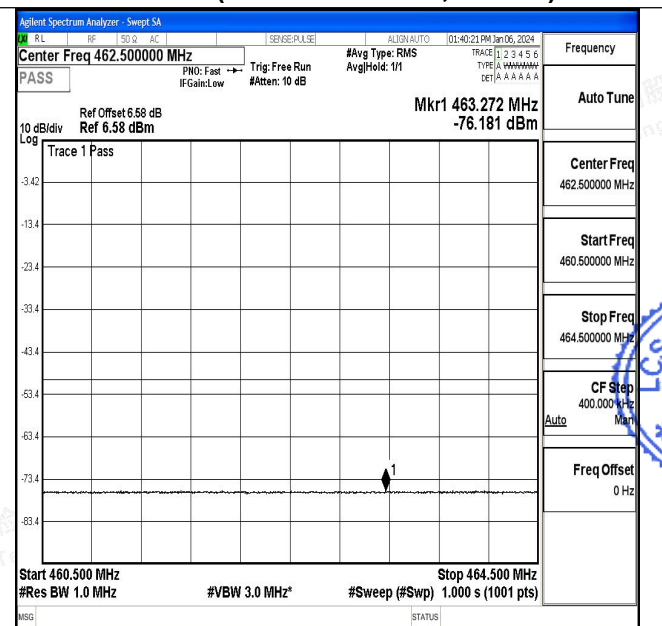 Agilent Spectrum Analyzer - Swept SA
LXI RL RF 50 Ω AC SENSE:PULSE ALIGN AUTO 01:40:21 PM Jan 06, 2024
Center Freq 462.500000 MHz #Avg Type: RMS TRACE 1 2 3 4 5 6
PASS PNO: Fast Trig: Free Run Avg|Hold: 1/1 TYPE A WWWWW
IFGain:Low #Atten: 10 dB DET A A A A A A
Mkr1 463.272 MHz
-76.181 dBm
Ref Offset 6.58 dB
10 dB/div Ref 6.58 dBm
Log
Trace 1 Pass
-3.42
-13.4
-23.4
-33.4
-43.4
-53.4
-63.4
1
-73.4
-83.4
Start 460.500 MHz Stop 464.500 MHz
#Res BW 1.0 MHz #VBW 3.0 MHz* #Sweep (#Swp) 1.000 s (1001 pts)
MSG STATUS
Frequency
Auto Tune
Center Freq
462.500000 MHz
Start Freq
460.500000 MHz
Stop Freq
464.500000 MHz
CF Step
400.000 kHz
Auto Man
Freq Offset
0 Hz
LCS